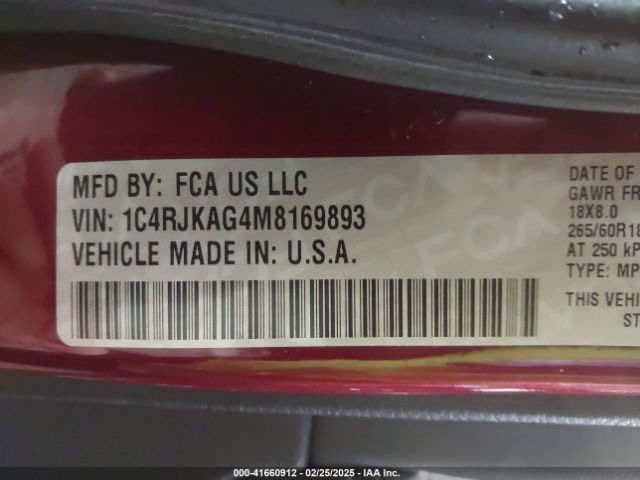 MFD BY: FCA US LLC
VIN: 1C4RJKAG4M8169893
VEHICLE MADE IN: U.S.A.
DATE OF
GAWR FR
18X8.0
265/60R18
AT 250 kP
TYPE: MP
THIS VEHI
ST
000-41660912 - 02/25/2025 - IAA Inc.